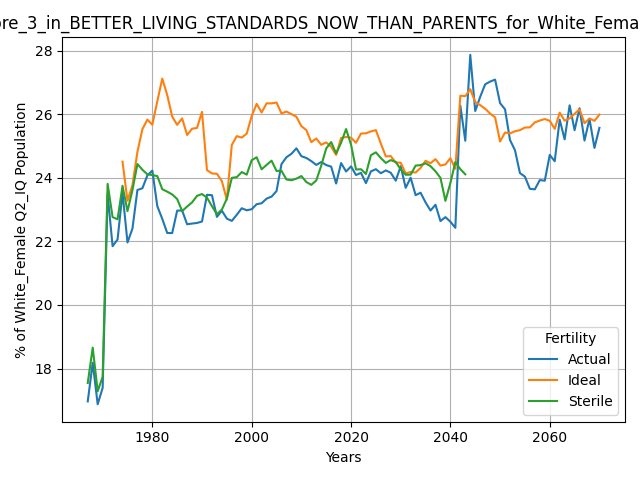 ore_3_in_BETTER_LIVING_STANDARDS_NOW_THAN_PARENTS_for_White_Fema
% of White_Female Q2_IQ Population
28
26
24
22
20
18
1980
2000
2020
2040
2060
Years
Fertility
Actual
Ideal
Sterile